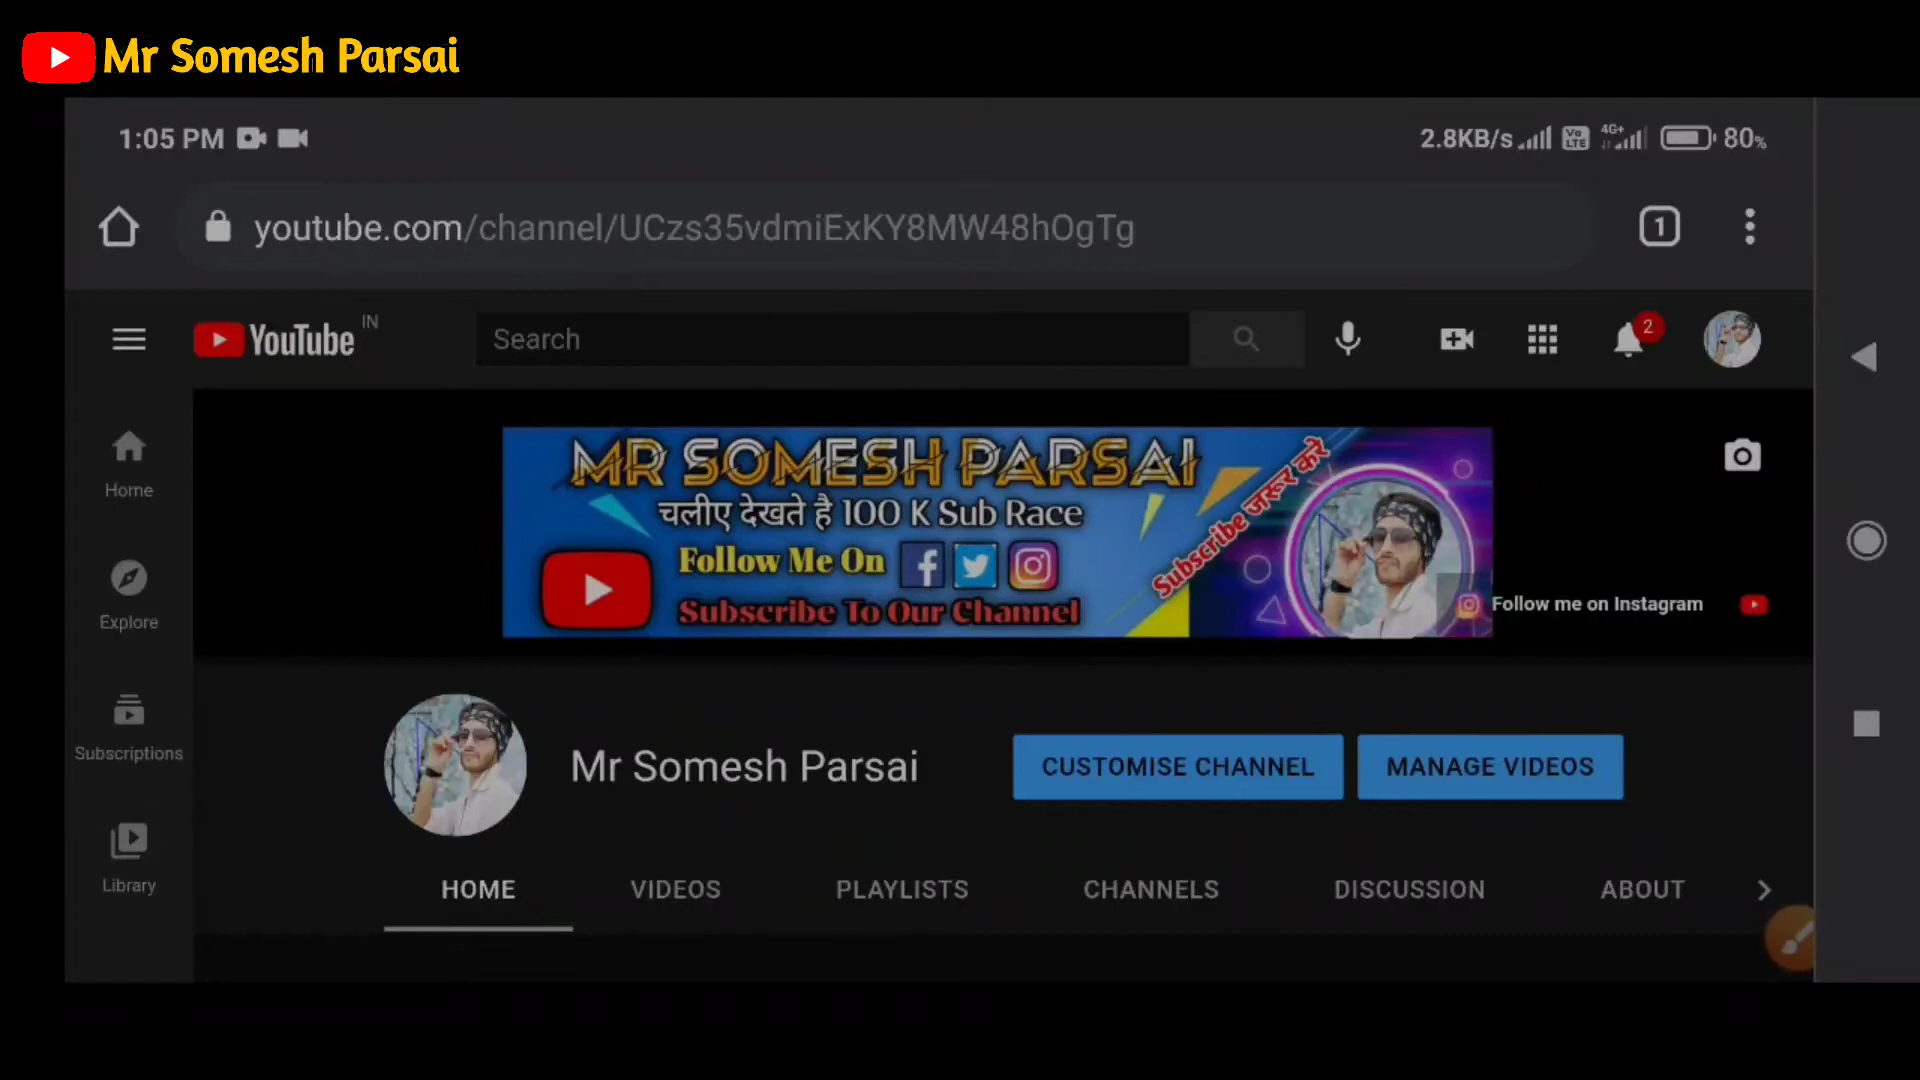 Mr Somesh Parsai
1:05 PM
2.8KB/s Vo LTE 4G+ 80%
youtube.com/channel/UCzs35vdmiExKY8MW48hOgTg
1
YouTube IN
Search
2
MR SOMESH PARSAI
चलीए देखते है 100 K Sub Race
Follow Me On
Subscribe To Our Channel
Subscribe जरूर करे
Follow me on Instagram
Home
Explore
Subscriptions
Library
Mr Somesh Parsai
CUSTOMISE CHANNEL
MANAGE VIDEOS
HOME VIDEOS PLAYLISTS CHANNELS DISCUSSION ABOUT